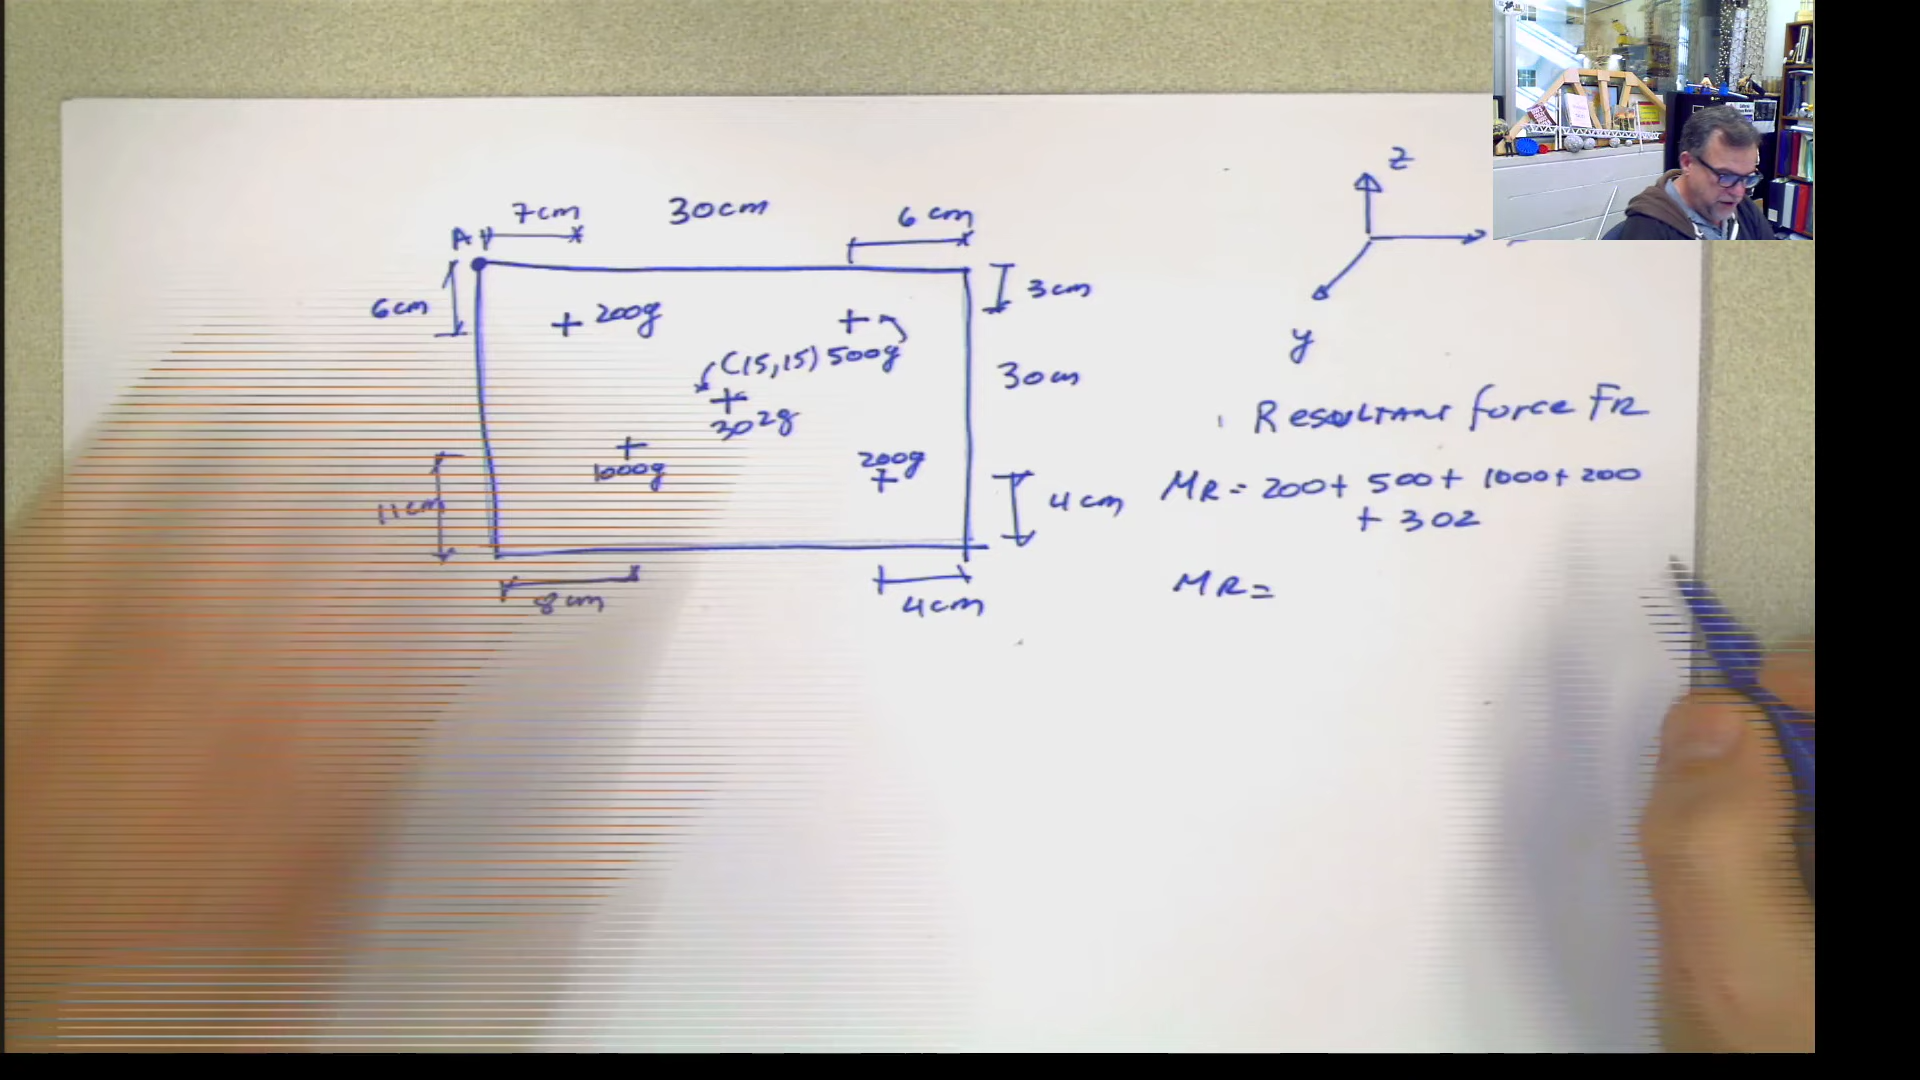 z
7cm
30cm
6 cm
A
3cm
6cm
200g
y
(15,15) 500g
30cm
302g
Resultant force FR
1000g
200g
MR = 200 + 500 + 1000 + 200
+ 302
11cm
4 cm
MR =
8cm
4cm